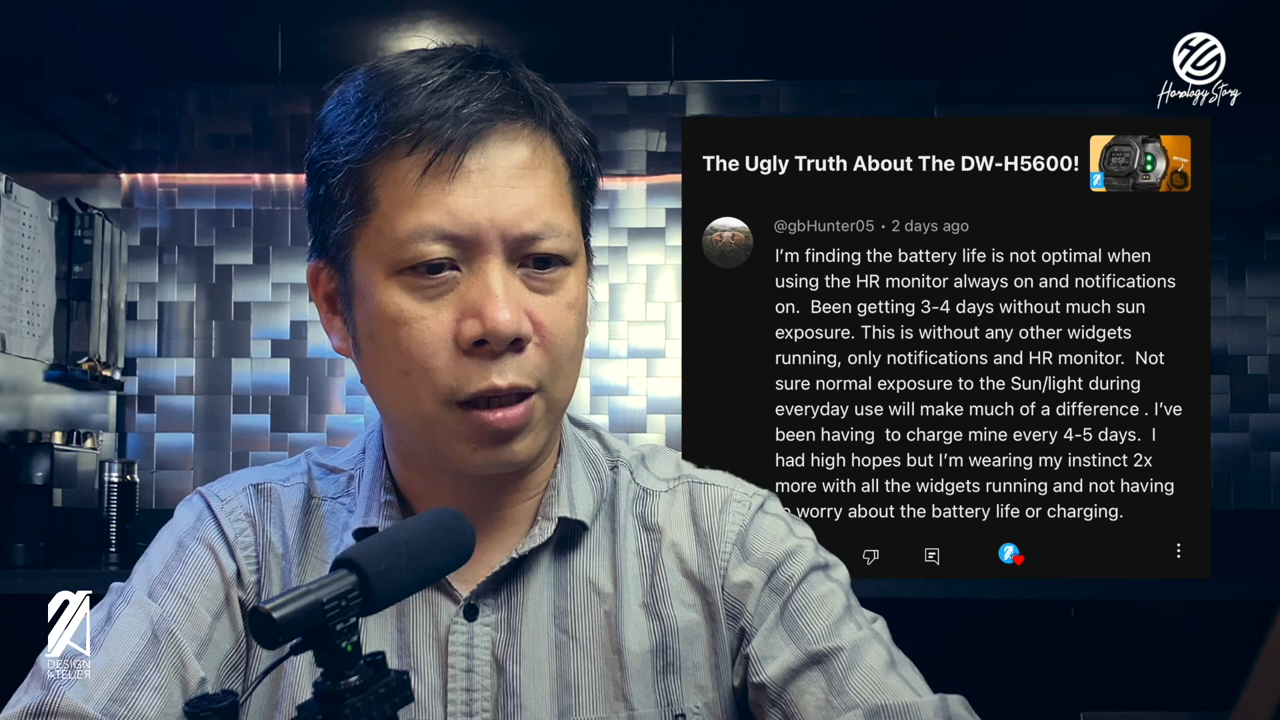 Horology Story
The Ugly Truth About The DW-H5600!
@gbHunter05 • 2 days ago
I'm finding the battery life is not optimal when
using the HR monitor always on and notifications
on. Been getting 3-4 days without much sun
exposure. This is without any other widgets
running, only notifications and HR monitor. Not
sure normal exposure to the Sun/light during
everyday use will make much of a difference . I've
been having to charge mine every 4-5 days. I
had high hopes but I'm wearing my instinct 2x
more with all the widgets running and not having
worry about the battery life or charging.
DESIGN
ATELIER